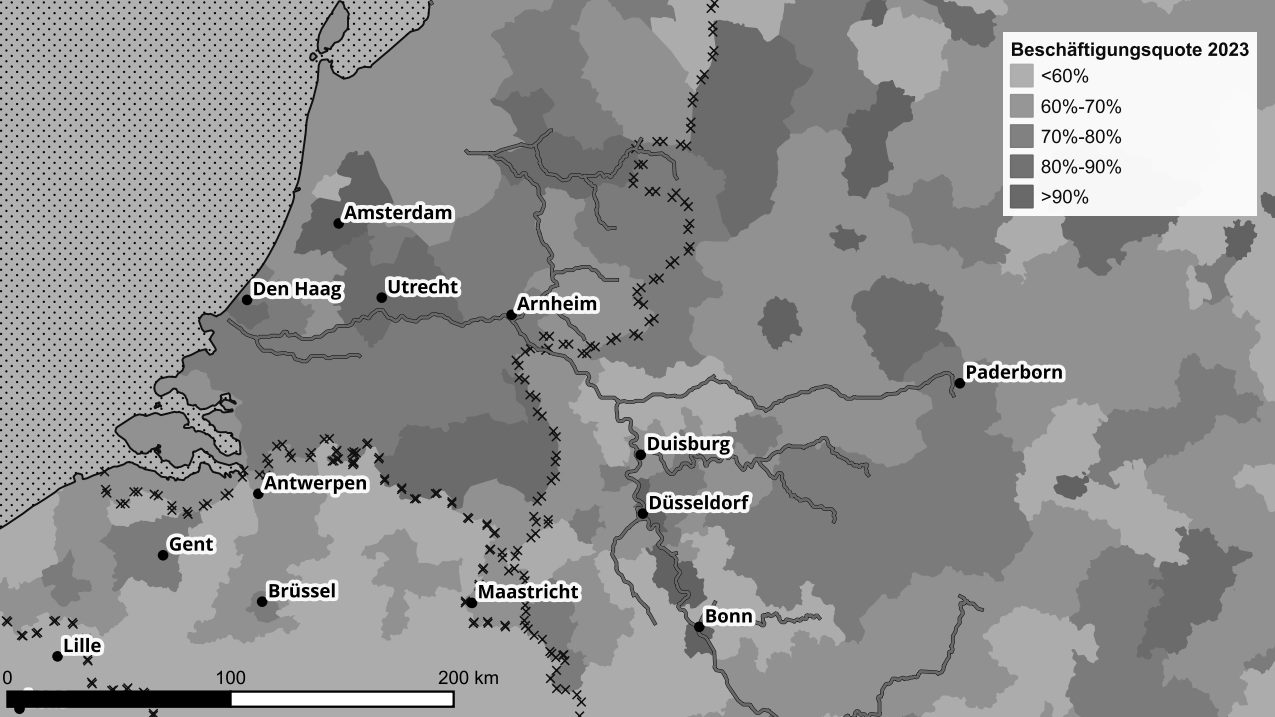 Beschäftigungsquote 2023
<60%
60%-70%
70%-80%
80%-90%
>90%
Amsterdam
Den Haag
Utrecht
Arnheim
Paderborn
Duisburg
Antwerpen
Düsseldorf
Gent
Brüssel
Maastricht
Bonn
Lille
0 100 200 km